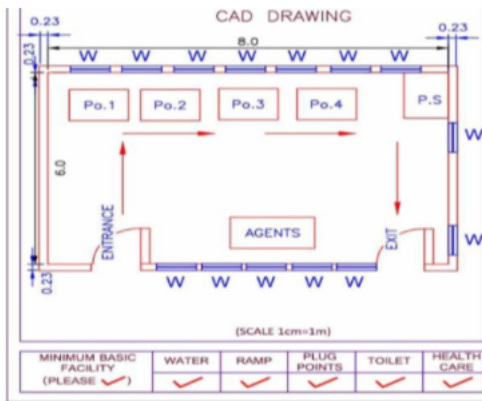 CAD DRAWING
0.23
0.23
8.0
0.23
W W W W W W W
Po.1 Po.2 Po.3 Po.4 P.S
6.0
W
ENTRANCE
AGENTS
EXIT
W
0.23
W W W W W
(SCALE 1cm=1m)
MINIMUM BASIC FACILITY (PLEASE ✓)
WATER
RAMP
PLUG POINTS
TOILET
HEALTH CARE
✓ ✓ ✓ ✓ ✓